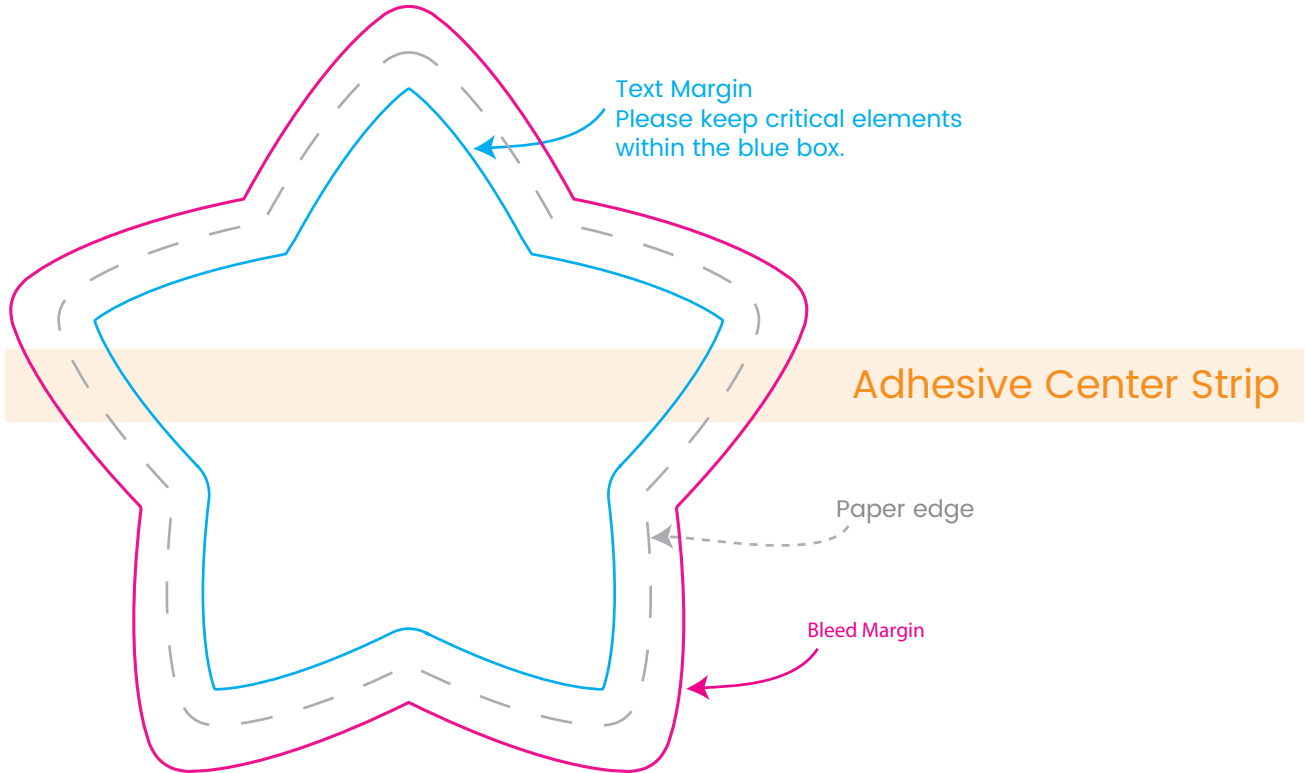 Text Margin
Please keep critical elements
within the blue box.
Adhesive Center Strip
Paper edge
Bleed Margin